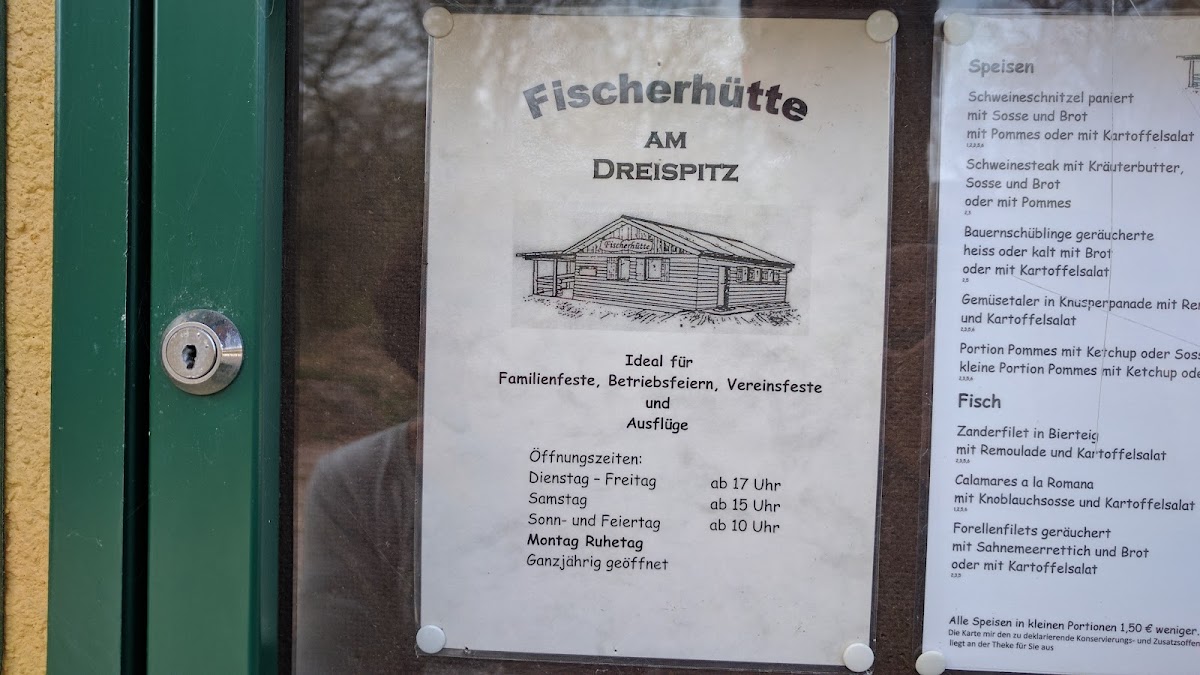 Fischerhütte
AM
DREISPITZ
Fischerhütte
Ideal für
Familienfeste, Betriebsfeiern, Vereinsfeste
und
Ausflüge
Öffnungszeiten:
Dienstag – Freitag ab 17 Uhr
Samstag ab 15 Uhr
Sonn- und Feiertag ab 10 Uhr
Montag Ruhetag
Ganzjährig geöffnet
Speisen
Schweineschnitzel paniert
mit Sosse und Brot
mit Pommes oder mit Kartoffelsalat
Schweinesteak mit Kräuterbutter,
Sosse und Brot
oder mit Pommes
Bauernschüblinge geräucherte
heiss oder kalt mit Brot
oder mit Kartoffelsalat
Gemüsetaler in Knusperpanade mit
und Kartoffelsalat
Portion Pommes mit Ketchup oder
kleine Portion Pommes mit Ketchup
Fisch
Zanderfilet in Bierteig
mit Remoulade und Kartoffelsalat
Calamares a la Romana
mit Knoblauchsosse und Kartoffelsalat
Forellenfilets geräuchert
mit Sahnemeerrettich und Brot
oder mit Kartoffelsalat
Alle Speisen in kleinen Portionen 1,50 € weniger.
Die Karte mir den zu deklarierende Konservierungs- und
liegt an der Theke für Sie aus